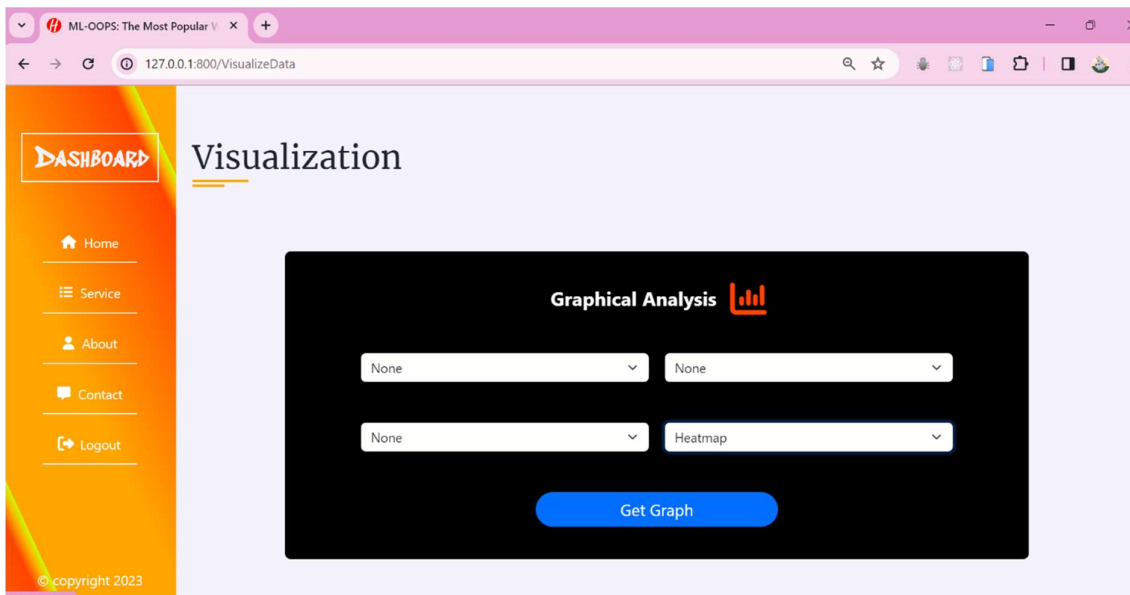 ML-OOPS: The Most Popular
127.0.0.1:800/VisualizeData
DASHBOARD
Home
Service
About
Contact
Logout
© copyright 2023
Visualization
Graphical Analysis
None None
None Heatmap
Get Graph